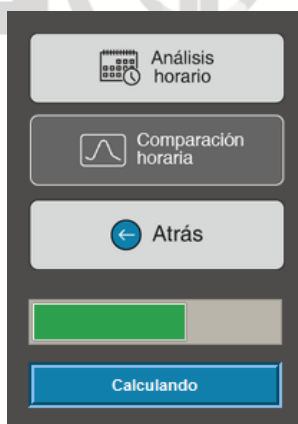 Análisis
horario
Comparación
horaria
Atrás
Calculando